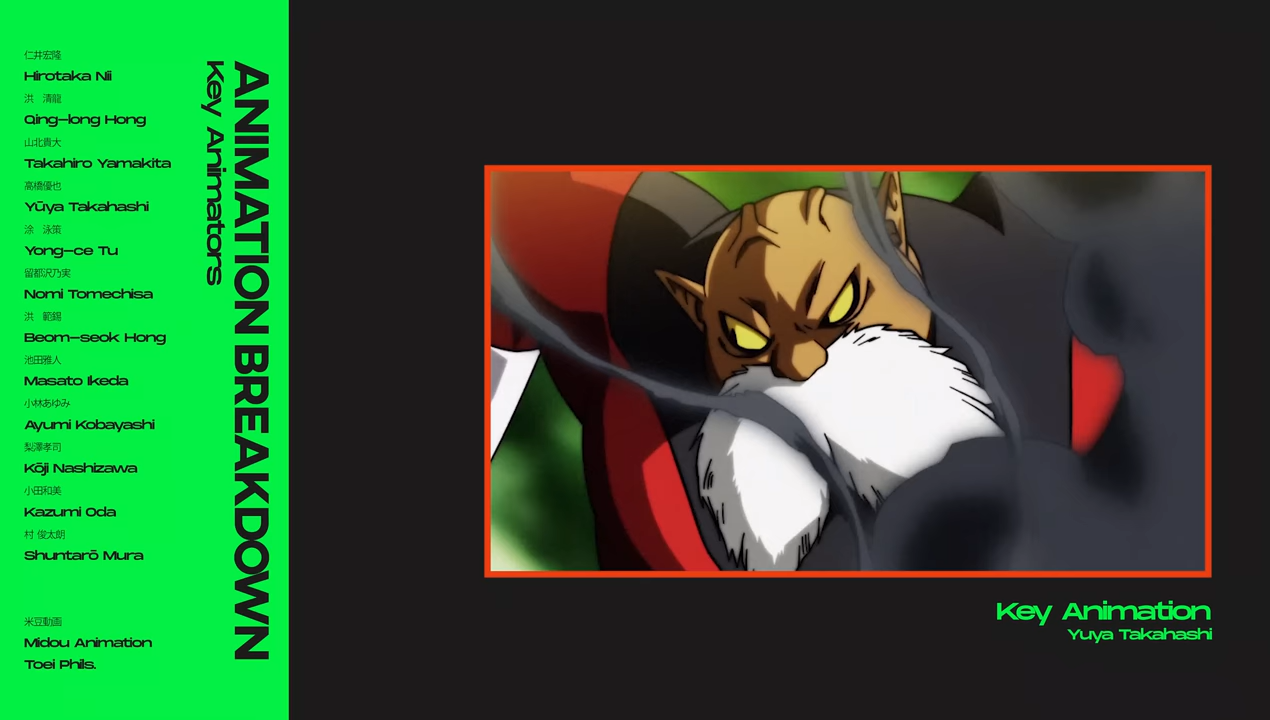 ANIMATION BREAKDOWN
Key Animators
仁井宏隆
Hirotaka Nii
洪　清龍
Qing-long Hong
山北貴大
Takahiro Yamakita
高橋優也
Yūya Takahashi
涂　泳策
Yong-ce Tu
留都沢乃実
Nomi Tomechisa
洪　範錫
Beom-seok Hong
池田雅人
Masato Ikeda
小林あゆみ
Ayumi Kobayashi
梨澤孝司
Kōji Nashizawa
小田和美
Kazumi Oda
村 俊太朗
Shuntarō Mura
米豆動画
Midou Animation
Toei Phils.
Key Animation
Yuya Takahashi